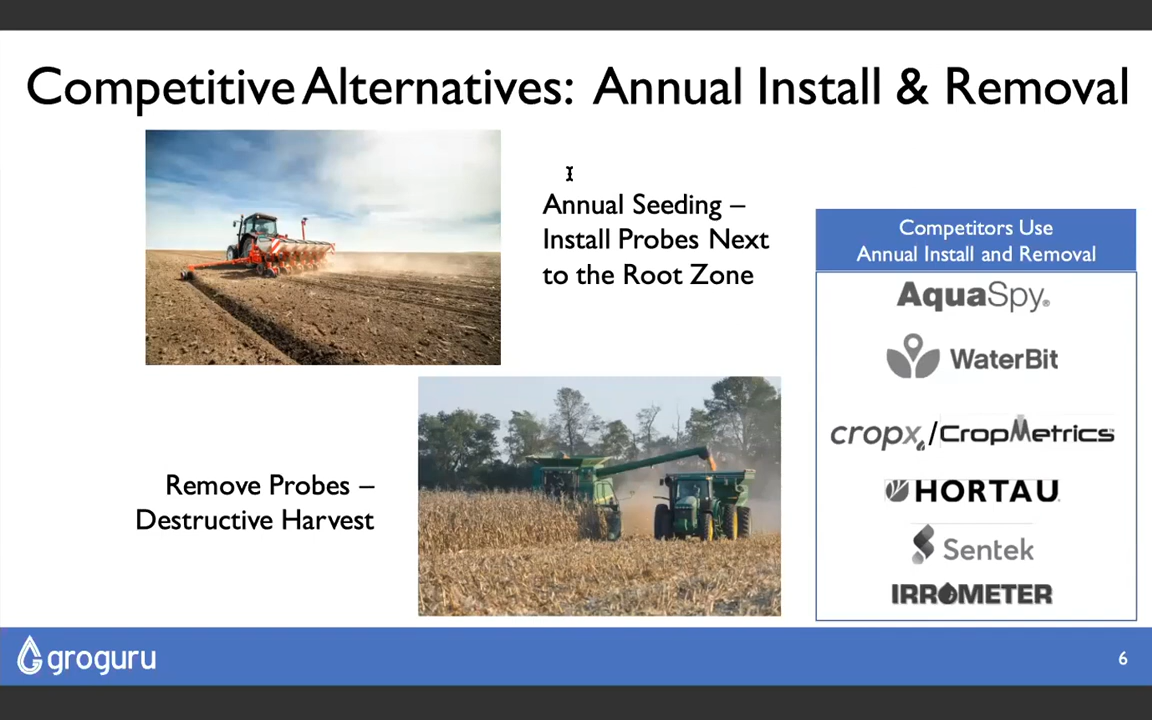 Competitive Alternatives: Annual Install & Removal
Annual Seeding –
Install Probes Next
to the Root Zone
Remove Probes –
Destructive Harvest
Competitors Use
Annual Install and Removal
AquaSpy®
WaterBit
cropx/CropMetrics™
HORTAU
Sentek
IRROMETER
groguru
6